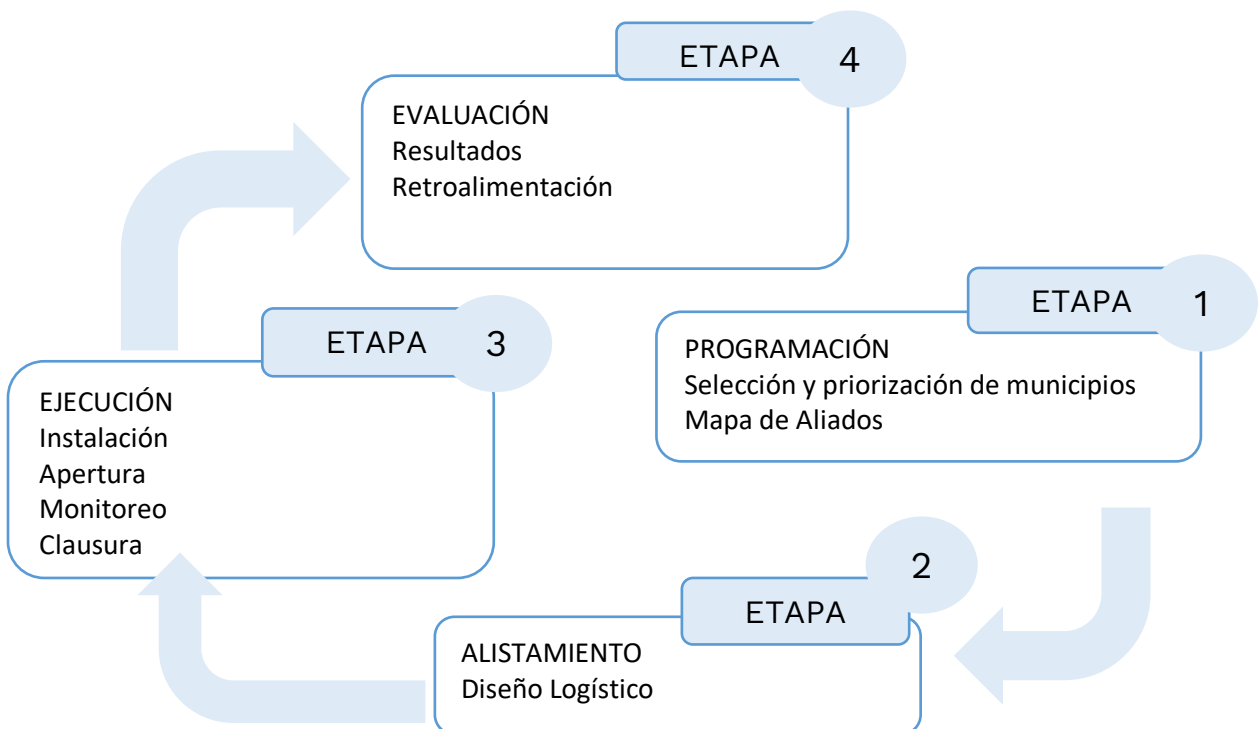 ETAPA 4
EVALUACIÓN
Resultados
Retroalimentación
ETAPA 1
PROGRAMACIÓN
Selección y priorización de municipios
Mapa de Aliados
ETAPA 3
EJECUCIÓN
Instalación
Apertura
Monitoreo
Clausura
2
ETAPA
ALISTAMIENTO
Diseño Logístico